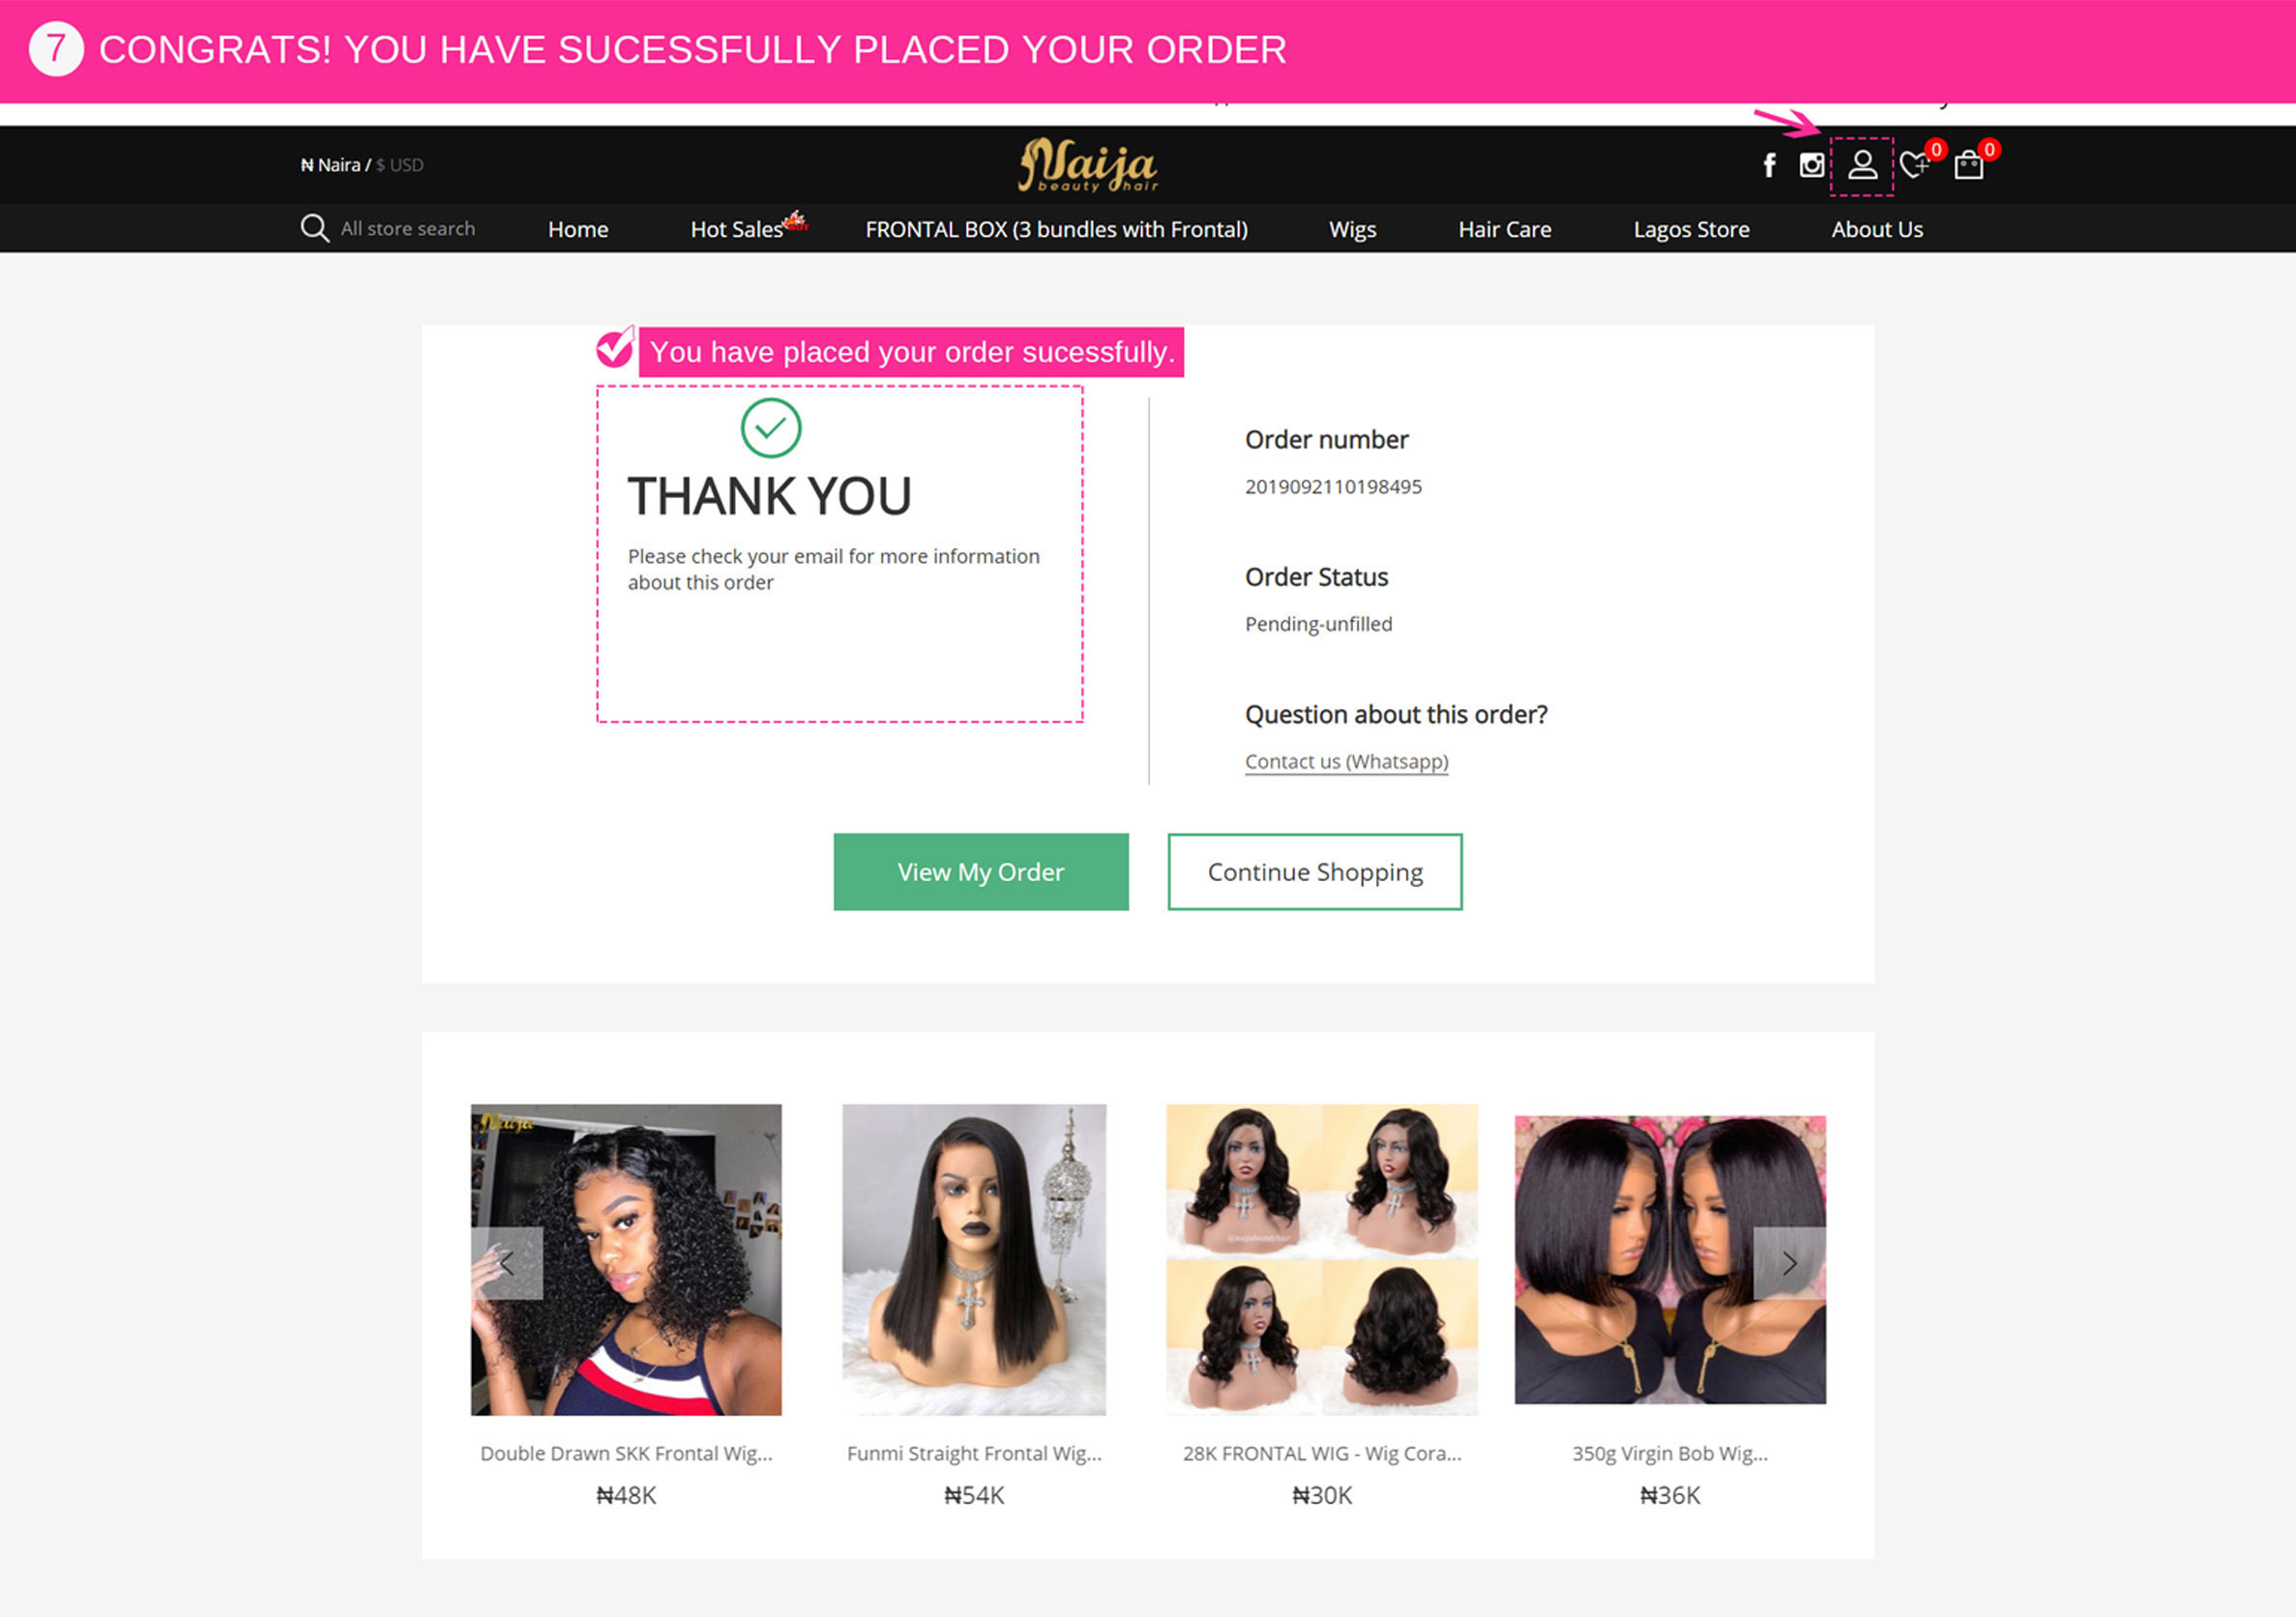 7 CONGRATS! YOU HAVE SUCESSFULLY PLACED YOUR ORDER
₦ Naira / $ USD
Naija
beauty hair
0
0
All store search
Home
Hot Sales
HOT
FRONTAL BOX (3 bundles with Frontal)
Wigs
Hair Care
Lagos Store
About Us
You have placed your order sucessfully.
THANK YOU
Please check your email for more information
about this order
Order number
2019092110198495
Order Status
Pending-unfilled
Question about this order?
Contact us (Whatsapp)
View My Order
Continue Shopping
Naija
Double Drawn SKK Frontal Wig...
₦48K
Funmi Straight Frontal Wig...
₦54K
@naijabeautyhair
28K FRONTAL WIG - Wig Cora...
₦30K
350g Virgin Bob Wig...
₦36K